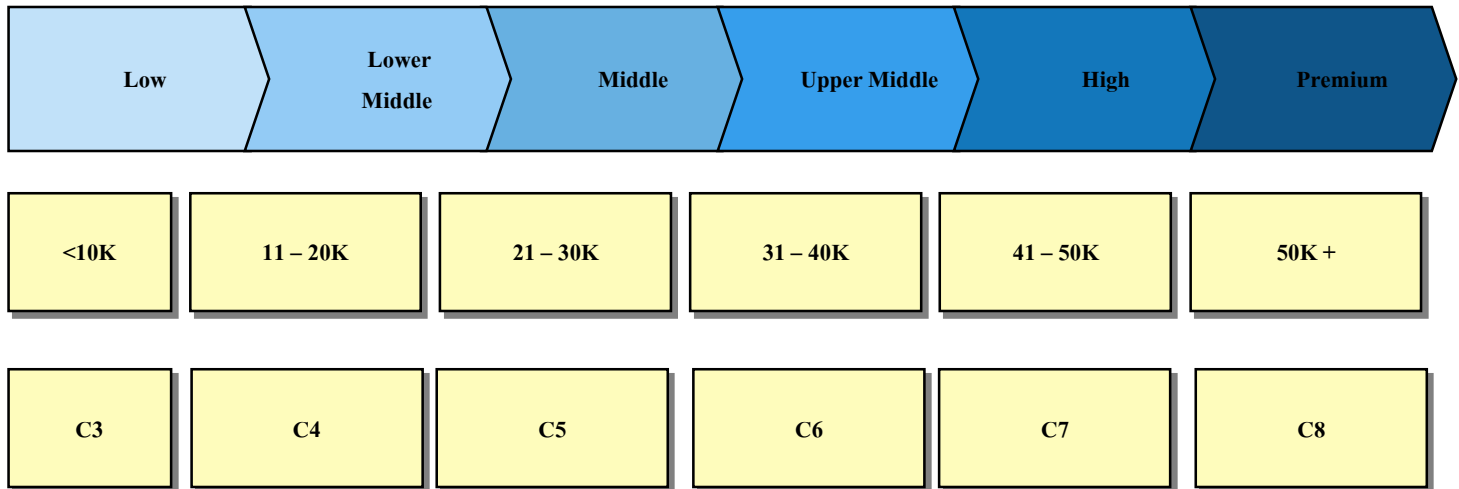 Low
Lower
Middle
Middle
Upper Middle
High
Premium
<10K
11 – 20K
21 – 30K
31 – 40K
41 – 50K
50K +
C3
C4
C5
C6
C7
C8